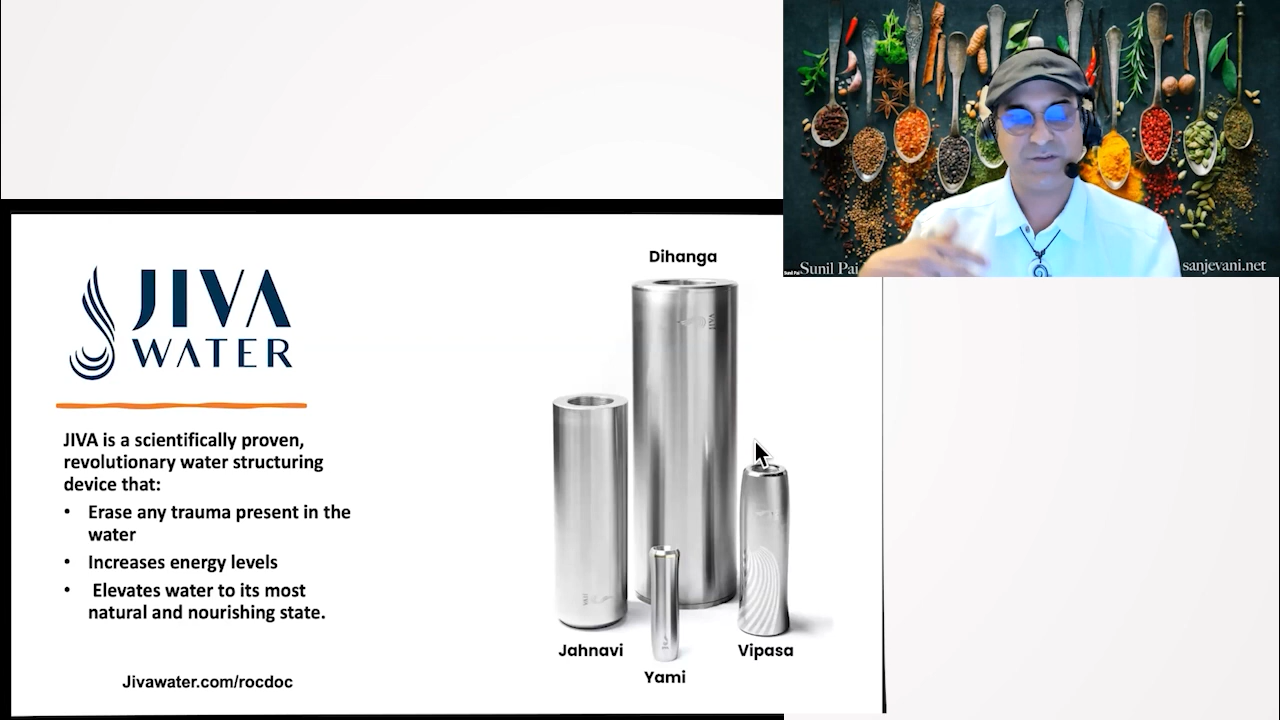 Sunil Pai
sanjevani.net
Dihanga
JIVA
WATER
JIVA is a scientifically proven,
revolutionary water structuring
device that:
• Erase any trauma present in the
water
• Increases energy levels
• Elevates water to its most
natural and nourishing state.
Jivawater.com/rocdoc
Jahnavi
Vipasa
Yami